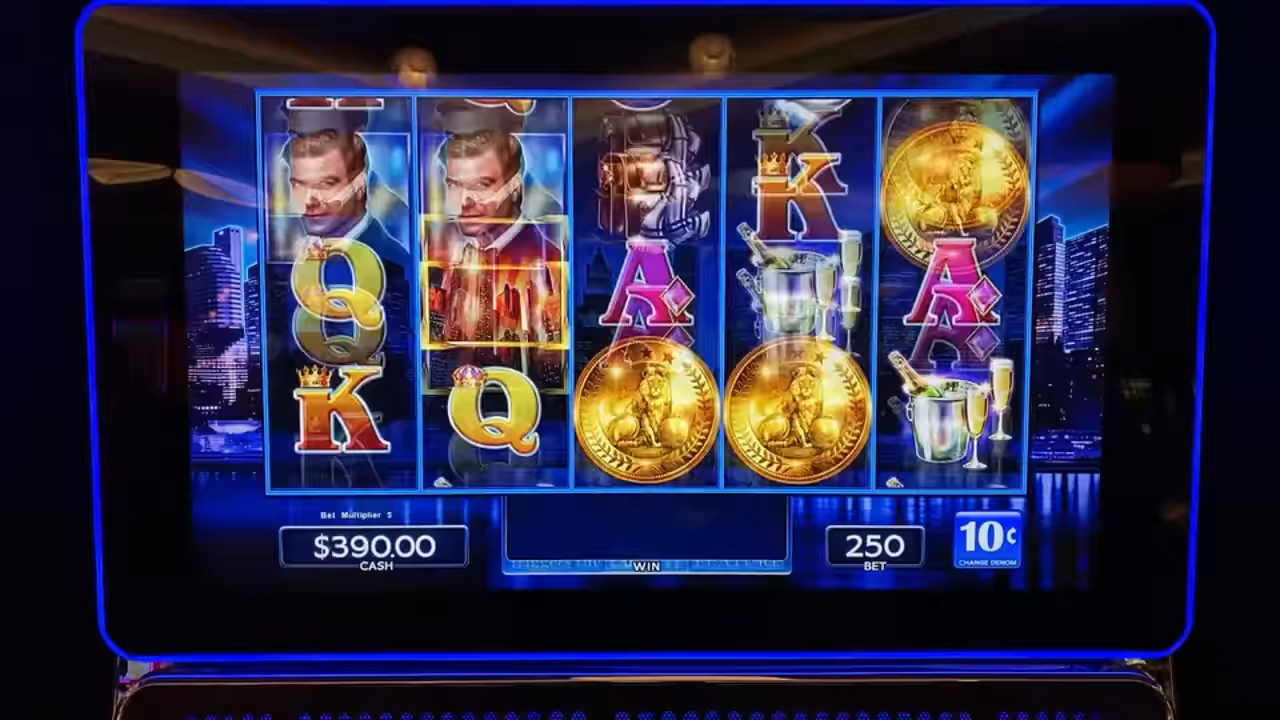 K
Q
A
K
A
K
Q
Bet Multiplier 5
$390.00
CASH
WIN
250
BET
10¢
CHANGE DENOM